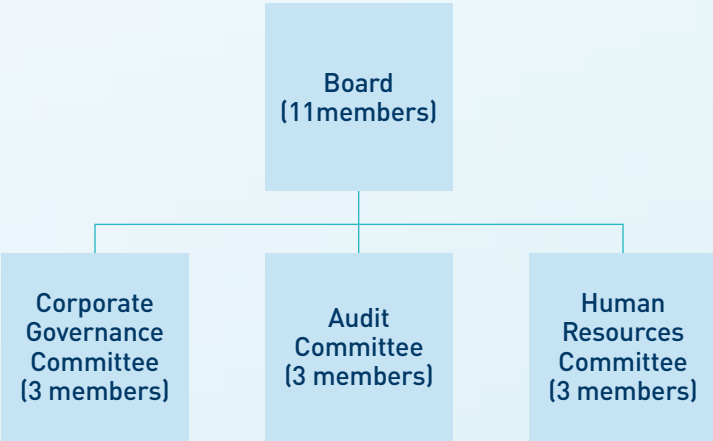 Board
(11members)
Corporate
Governance
Committee
(3 members)
Audit
Committee
(3 members)
Human
Resources
Committee
(3 members)